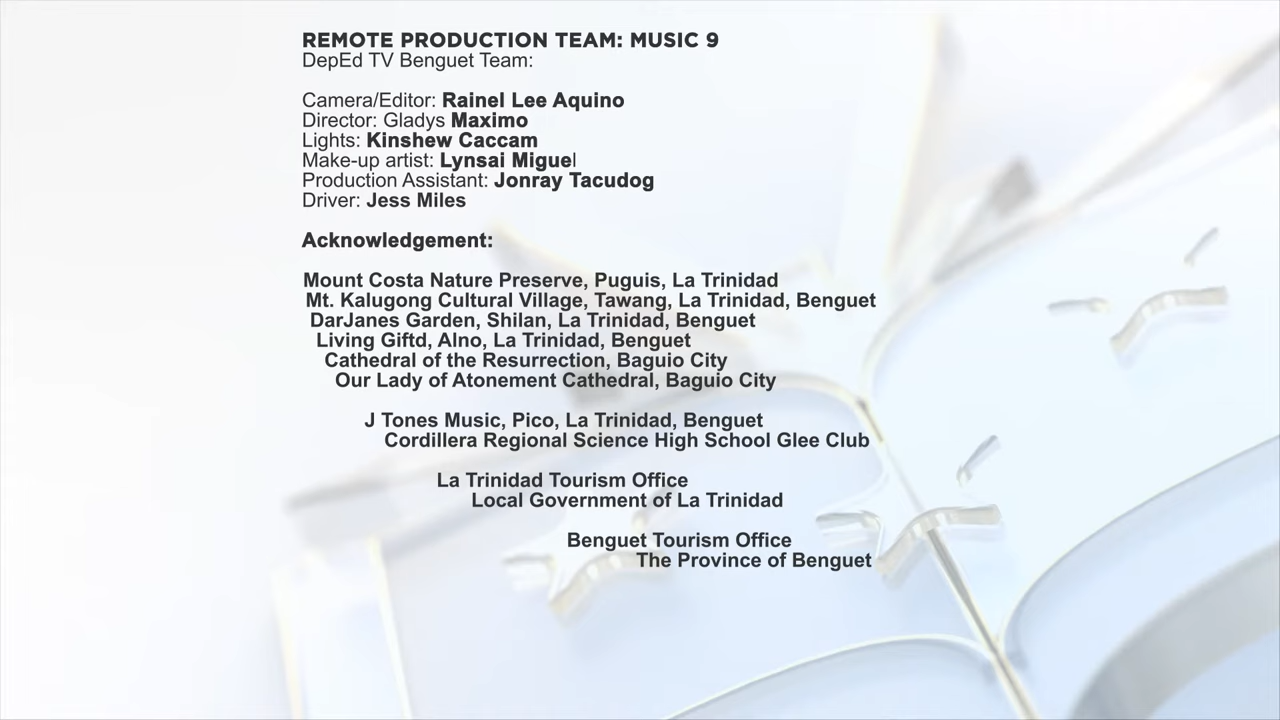 REMOTE PRODUCTION TEAM: MUSIC 9
DepEd TV Benguet Team:
Camera/Editor: Rainel Lee Aquino
Director: Gladys Maximo
Lights: Kinshew Caccam
Make-up artist: Lynsai Miguel
Production Assistant: Jonray Tacudog
Driver: Jess Miles
Acknowledgement:
Mount Costa Nature Preserve, Puguis, La Trinidad
Mt. Kalugong Cultural Village, Tawang, La Trinidad, Benguet
DarJanes Garden, Shilan, La Trinidad, Benguet
Living Giftd, Alno, La Trinidad, Benguet
Cathedral of the Resurrection, Baguio City
Our Lady of Atonement Cathedral, Baguio City
J Tones Music, Pico, La Trinidad, Benguet
Cordillera Regional Science High School Glee Club
La Trinidad Tourism Office
Local Government of La Trinidad
Benguet Tourism Office
The Province of Benguet